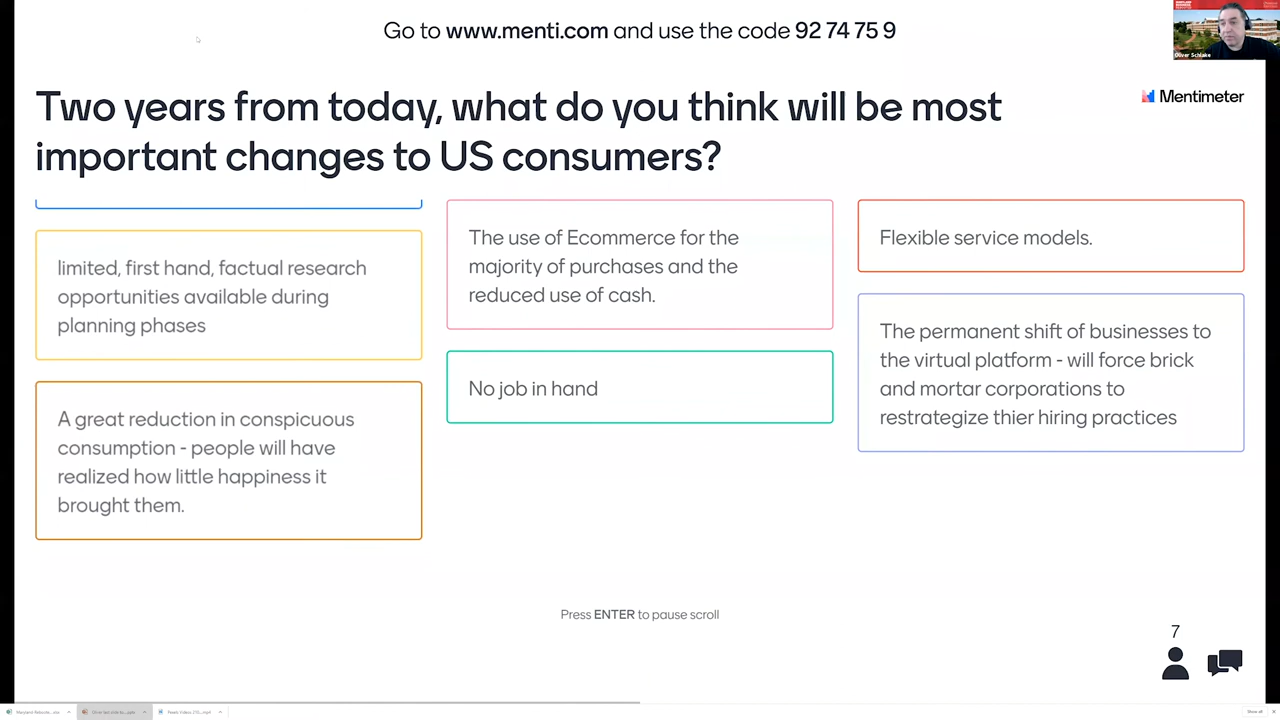 Go to www.menti.com and use the code 92 74 75 9
Oliver Schlake
Two years from today, what do you think will be most
important changes to US consumers?
Mentimeter
limited, first hand, factual research
opportunities available during
planning phases
A great reduction in conspicuous
consumption - people will have
realized how little happiness it
brought them.
The use of Ecommerce for the
majority of purchases and the
reduced use of cash.
No job in hand
Flexible service models.
The permanent shift of businesses to
the virtual platform - will force brick
and mortar corporations to
restrategize thier hiring practices
Press ENTER to pause scroll
7
Show all